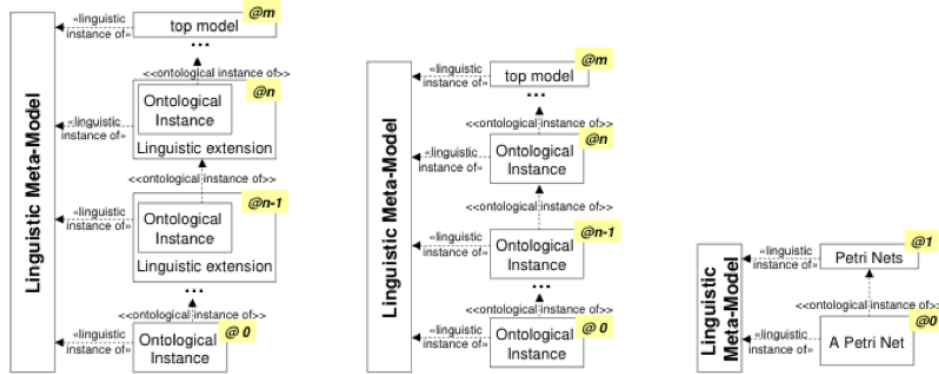 Linguistic Meta-Model
@m
«linguistic
instance of»
top model
...
<<ontological instance of>>
@n
Ontological
Instance
«linguistic
instance of»
Linguistic extension
<<ontological instance of>>
@n-1
«linguistic
instance of»
Ontological
Instance
Linguistic extension
...
<<ontological instance of>>
@ 0
«linguistic
instance of»
Ontological
Instance
Linguistic Meta-Model
@m
«linguistic
instance of»
top model
...
<<ontological instance of>>
@n
«linguistic
instance of»
Ontological
Instance
<<ontological instance of>>
@n-1
«linguistic
instance of»
Ontological
Instance
...
<<ontological instance of>>
@ 0
«linguistic
instance of»
Ontological
Instance
Linguistic
Meta-Model
@1
«linguistic
instance of»
Petri Nets
<<ontological instance of>>
@0
«linguistic
instance of»
A Petri Net